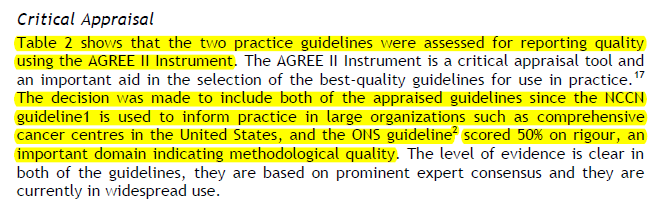 Critical Appraisal
Table 2 shows that the two practice guidelines were assessed for reporting quality
using the AGREE II Instrument. The AGREE II Instrument is a critical appraisal tool and
an important aid in the selection of the best-quality guidelines for use in practice.¹⁷
The decision was made to include both of the appraised guidelines since the NCCN
guideline1 is used to inform practice in large organizations such as comprehensive
cancer centres in the United States, and the ONS guideline² scored 50% on rigour, an
important domain indicating methodological quality. The level of evidence is clear in
both of the guidelines, they are based on prominent expert consensus and they are
currently in widespread use.